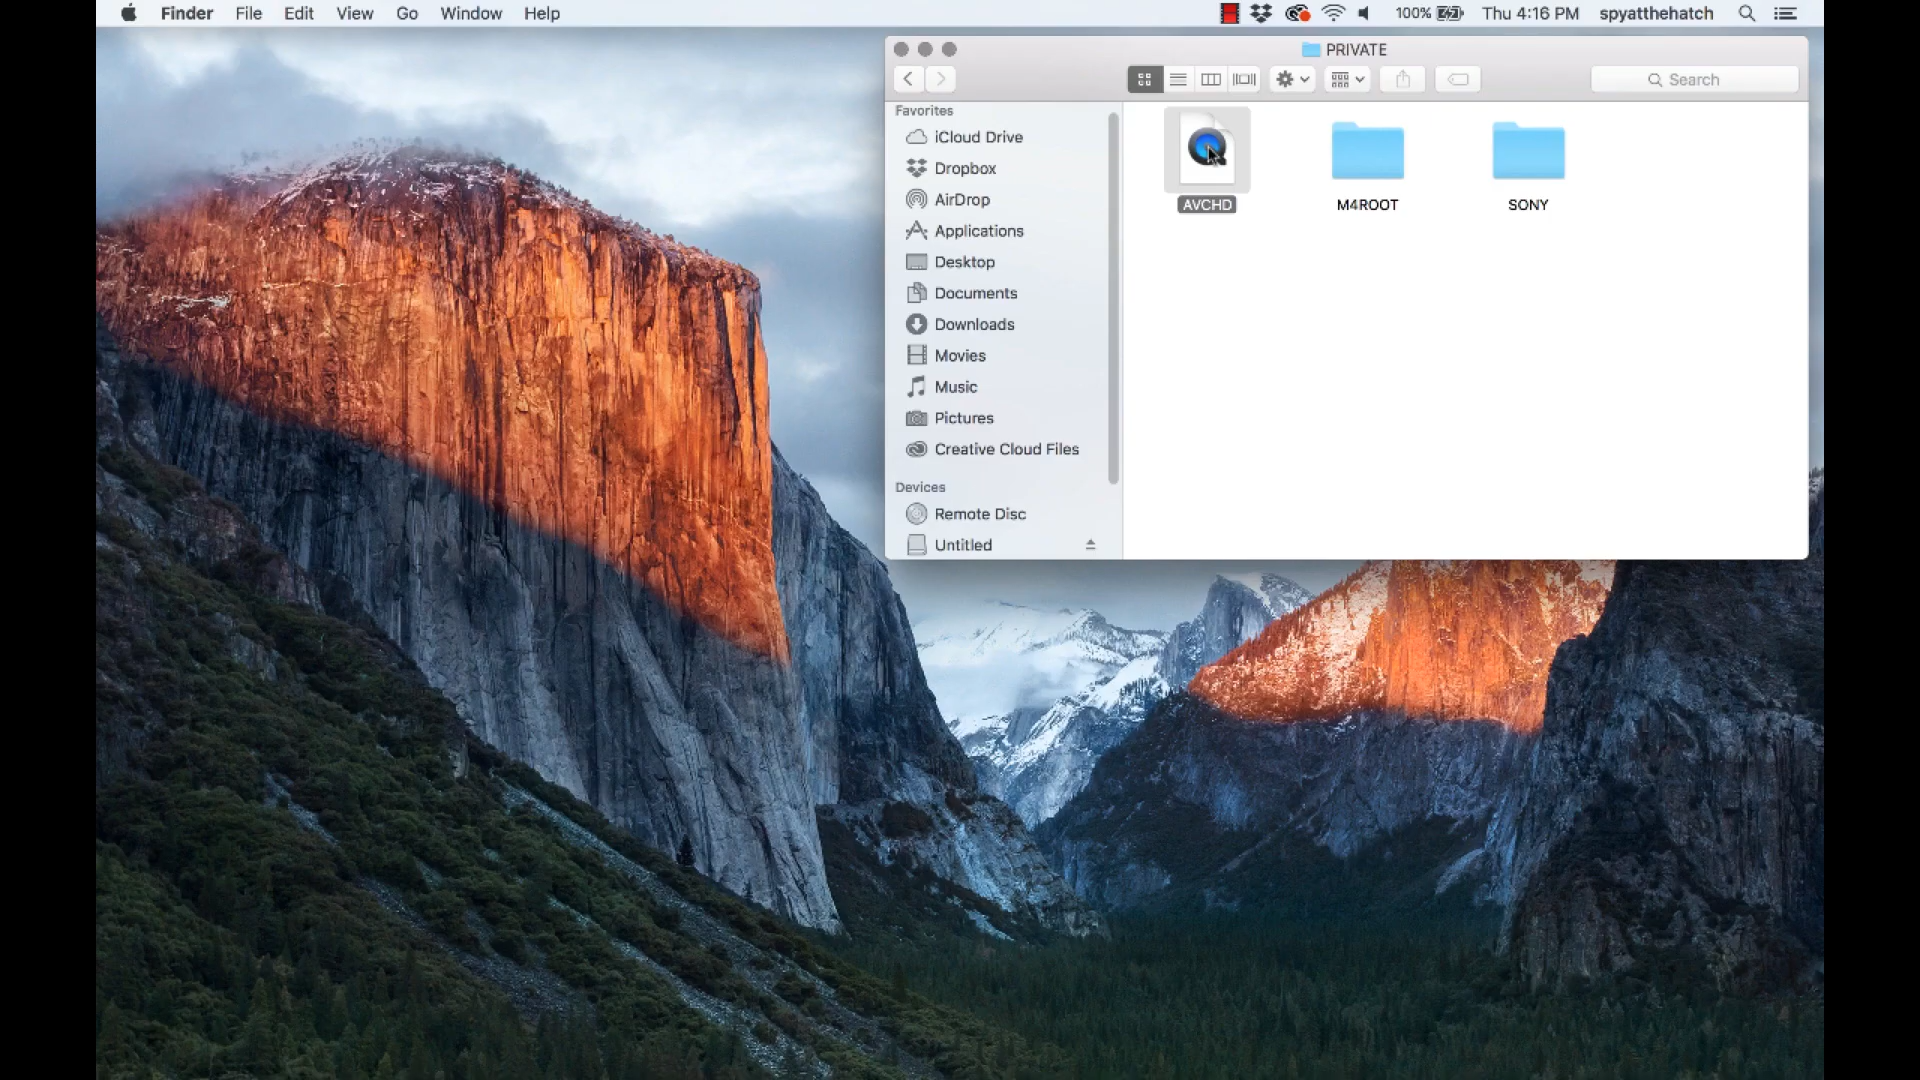 Finder File Edit View Go Window Help 100% Thu 4:16 PM spyatthehatch
PRIVATE
Search
Favorites
iCloud Drive
Dropbox
AirDrop
Applications
Desktop
Documents
Downloads
Movies
Music
Pictures
Creative Cloud Files
Devices
Remote Disc
Untitled
AVCHD M4ROOT SONY